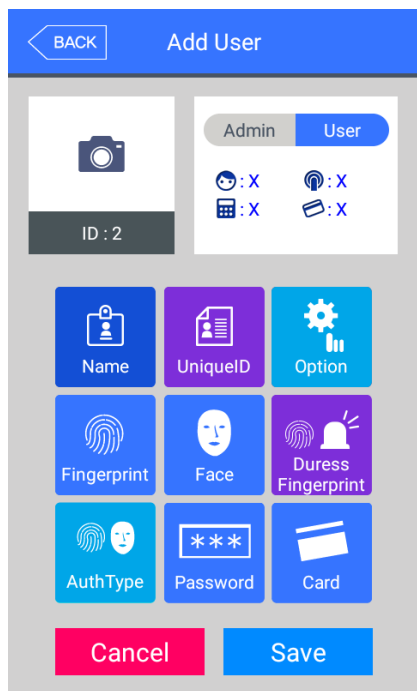 BACK
Add User
Admin User
: X : X
: X : X
ID : 2
Name UniqueID Option
Fingerprint Face Duress
Fingerprint
AuthType *** Password Card
Cancel Save